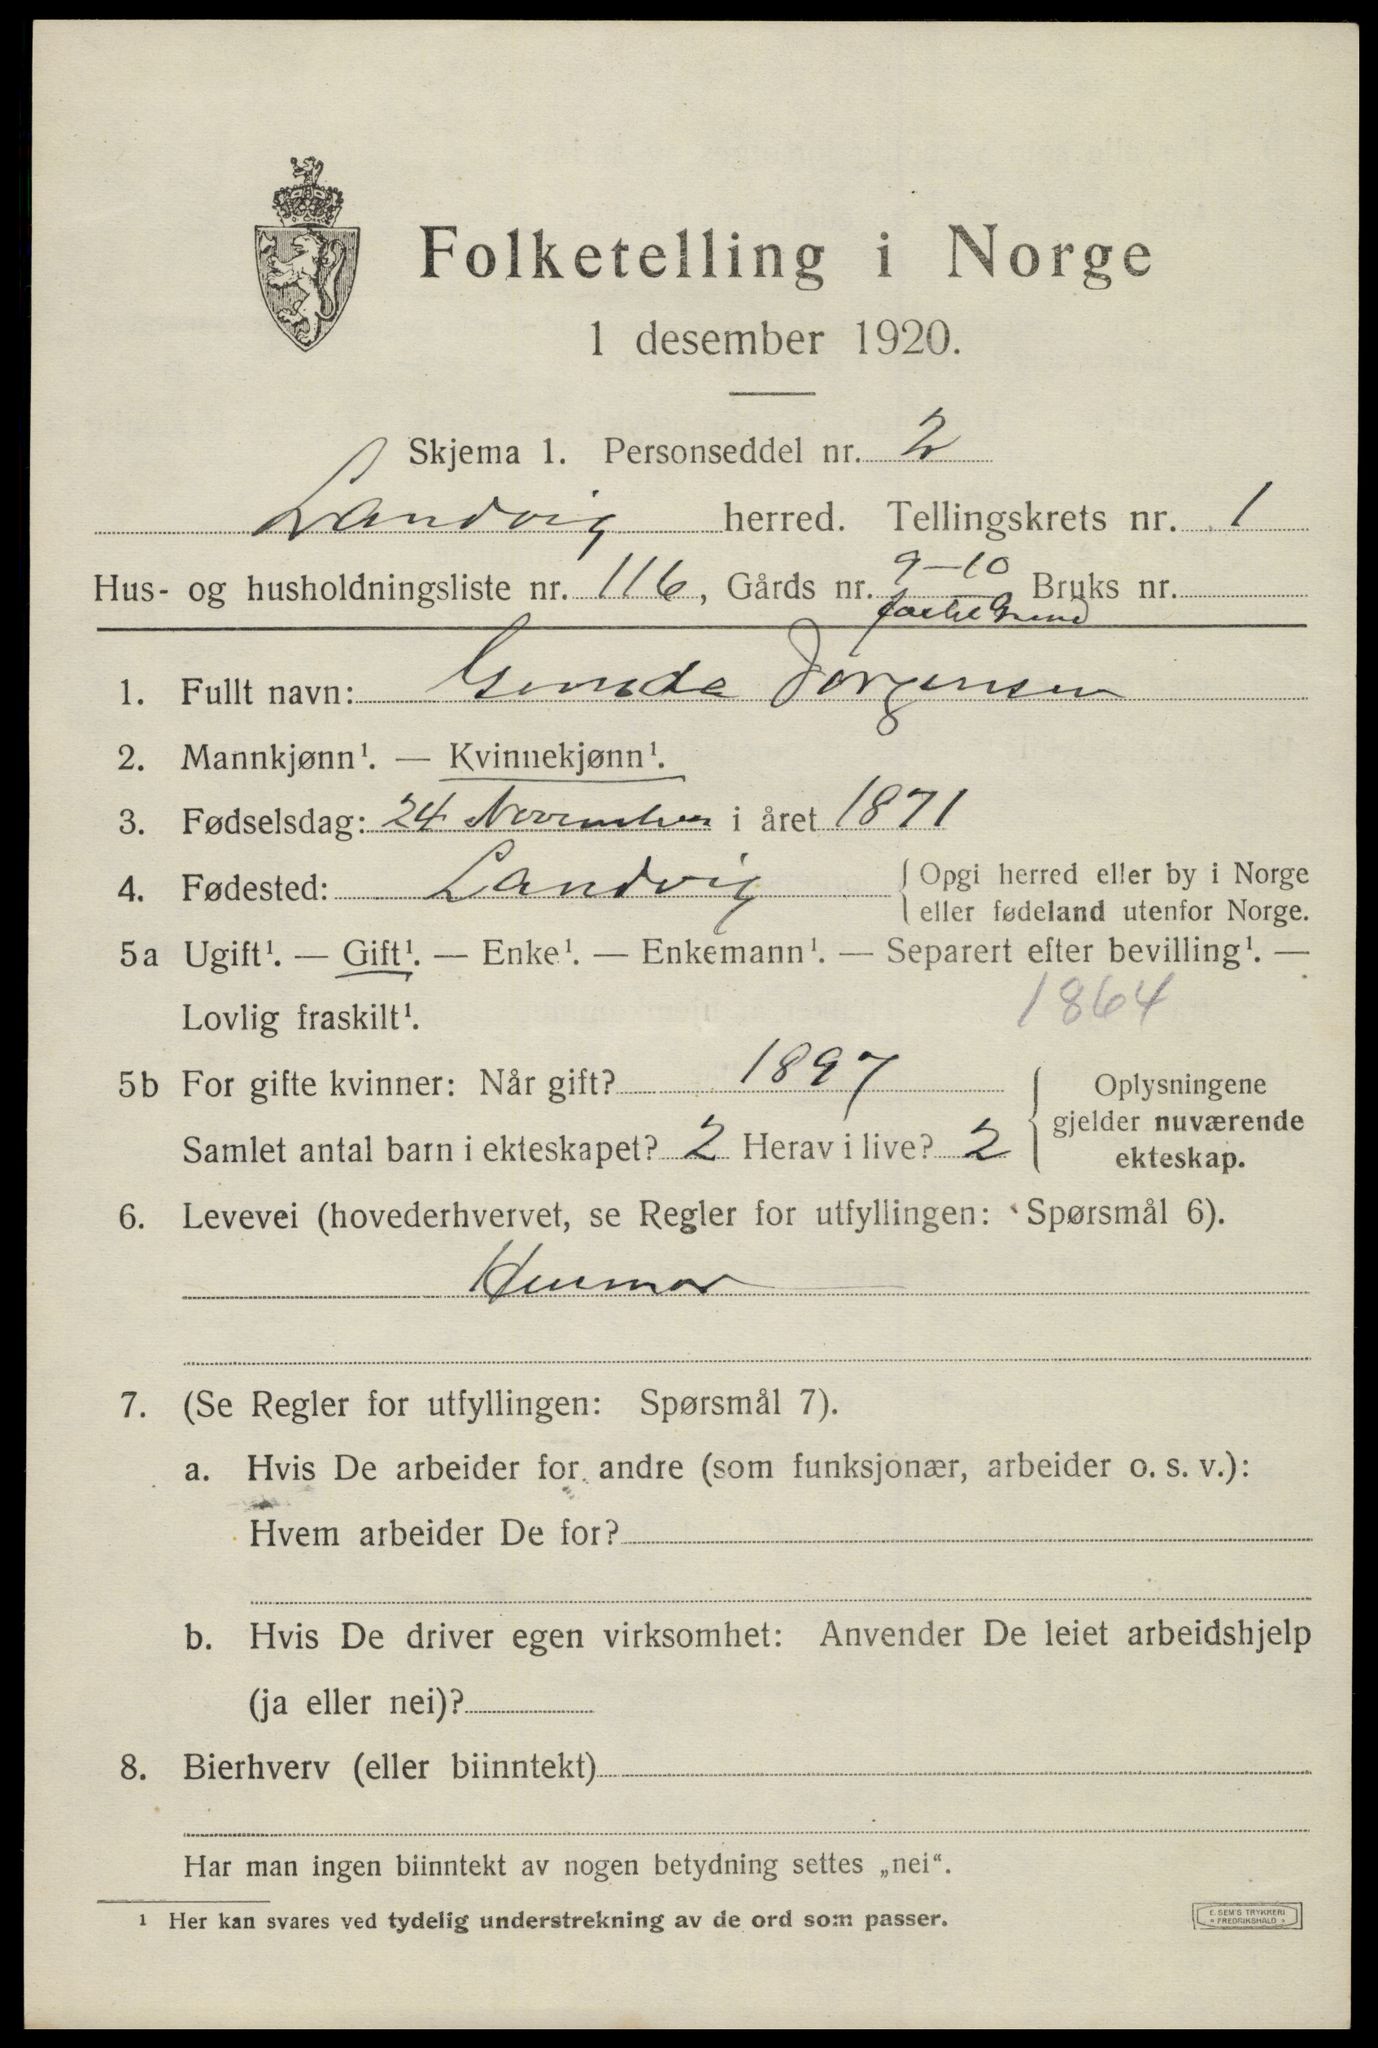 Folketelling i Norge
1 desember 1920.
Skjema 1. Personseddel nr. 2
Landvig herred. Tellingskrets nr. 1
Hus- og husholdningsliste nr. 116, Gårds nr. 9-10 Bruks nr.
1. Fullt navn: Jørgensen
2. Mannkjønn¹. — Kvinnekjønn¹.
3. Fødselsdag: 24 November i året 1871
4. Fødested: Landvig { Opgi herred eller by i Norge
eller fødeland utenfor Norge.
5a Ugift¹. — Gift¹. — Enke¹. — Enkemann¹. — Separert efter bevilling¹. —
Lovlig fraskilt¹. 1864
5b For gifte kvinner: Når gift? 1897
Samlet antal barn i ekteskapet? 2 Herav i live? 2
{ Oplysningene
gjelder nuværende
ekteskap.
6. Levevei (hovederhvervet, se Regler for utfyllingen: Spørsmål 6).
Husmor
7. (Se Regler for utfyllingen: Spørsmål 7).
a. Hvis De arbeider for andre (som funksjonær, arbeider o. s. v.):
Hvem arbeider De for?
b. Hvis De driver egen virksomhet: Anvender De leiet arbeidshjelp
(ja eller nei)?
8. Bierhverv (eller biinntekt)
Har man ingen biinntekt av nogen betydning settes „nei“.
¹ Her kan svares ved tydelig understrekning av de ord som passer.
E. SEM'S TRYKKERI
FREDRIKSHALD